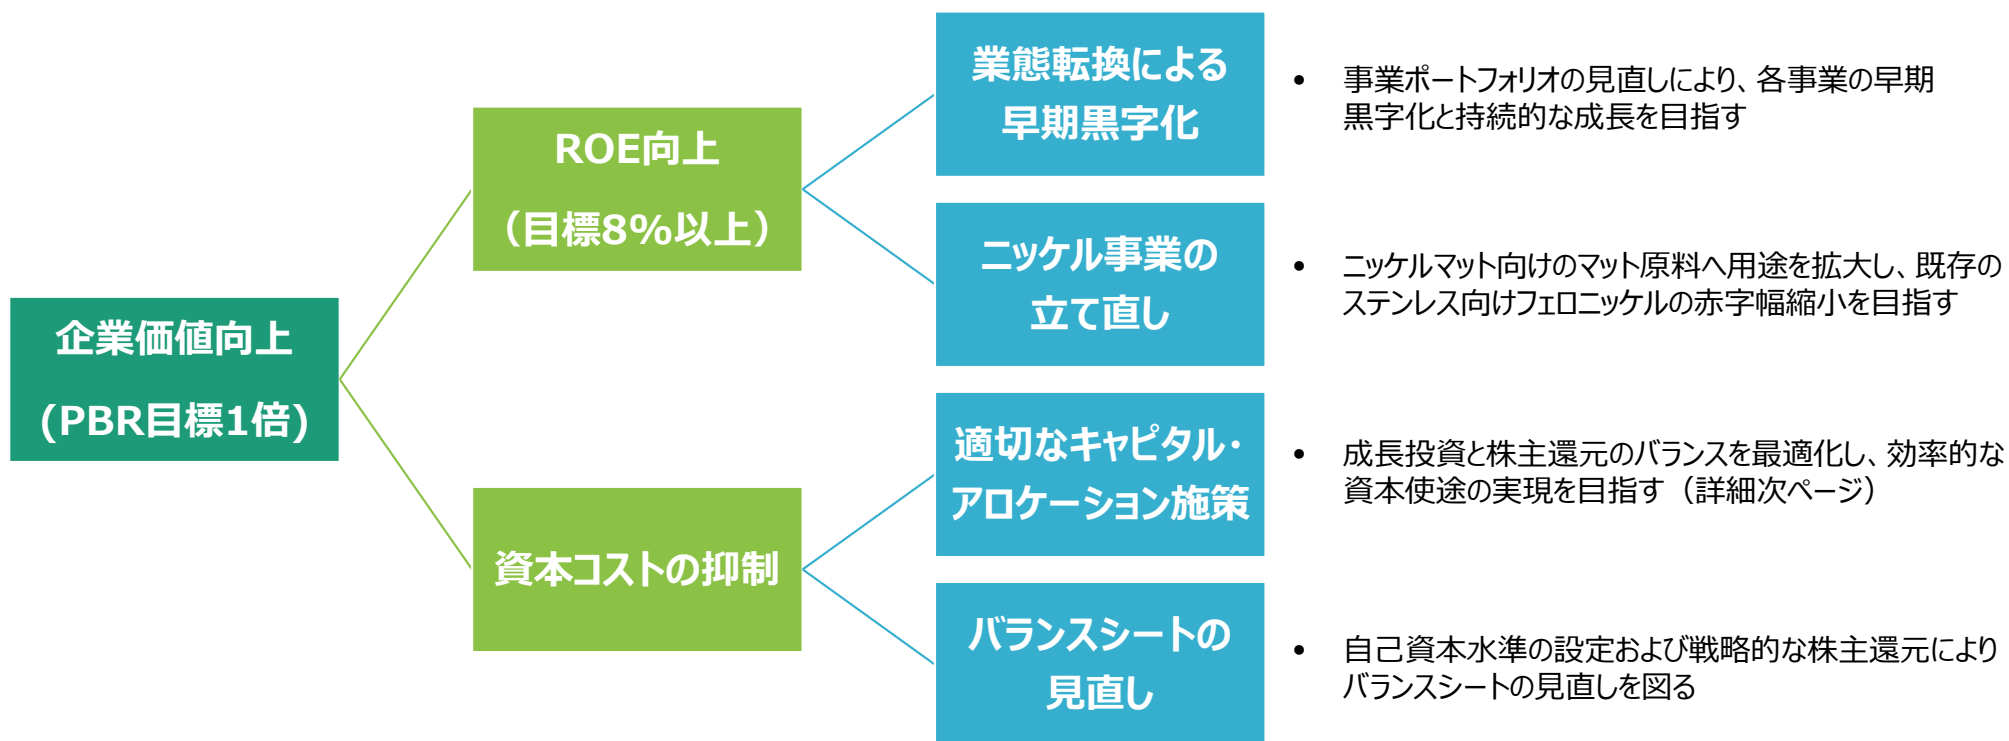 企業価値向上
(PBR目標1倍)
ROE向上
（目標8%以上）
資本コストの抑制
業態転換による
早期黒字化
• 事業ポートフォリオの見直しにより、各事業の早期
黒字化と持続的な成長を目指す
ニッケル事業の
立て直し
• ニッケルマット向けのマット原料へ用途を拡大し、既存の
ステンレス向けフェロニッケルの赤字幅縮小を目指す
適切なキャピタル・
アロケーション施策
• 成長投資と株主還元のバランスを最適化し、効率的な
資本使途の実現を目指す（詳細次ページ）
バランスシートの
見直し
• 自己資本水準の設定および戦略的な株主還元により
バランスシートの見直しを図る